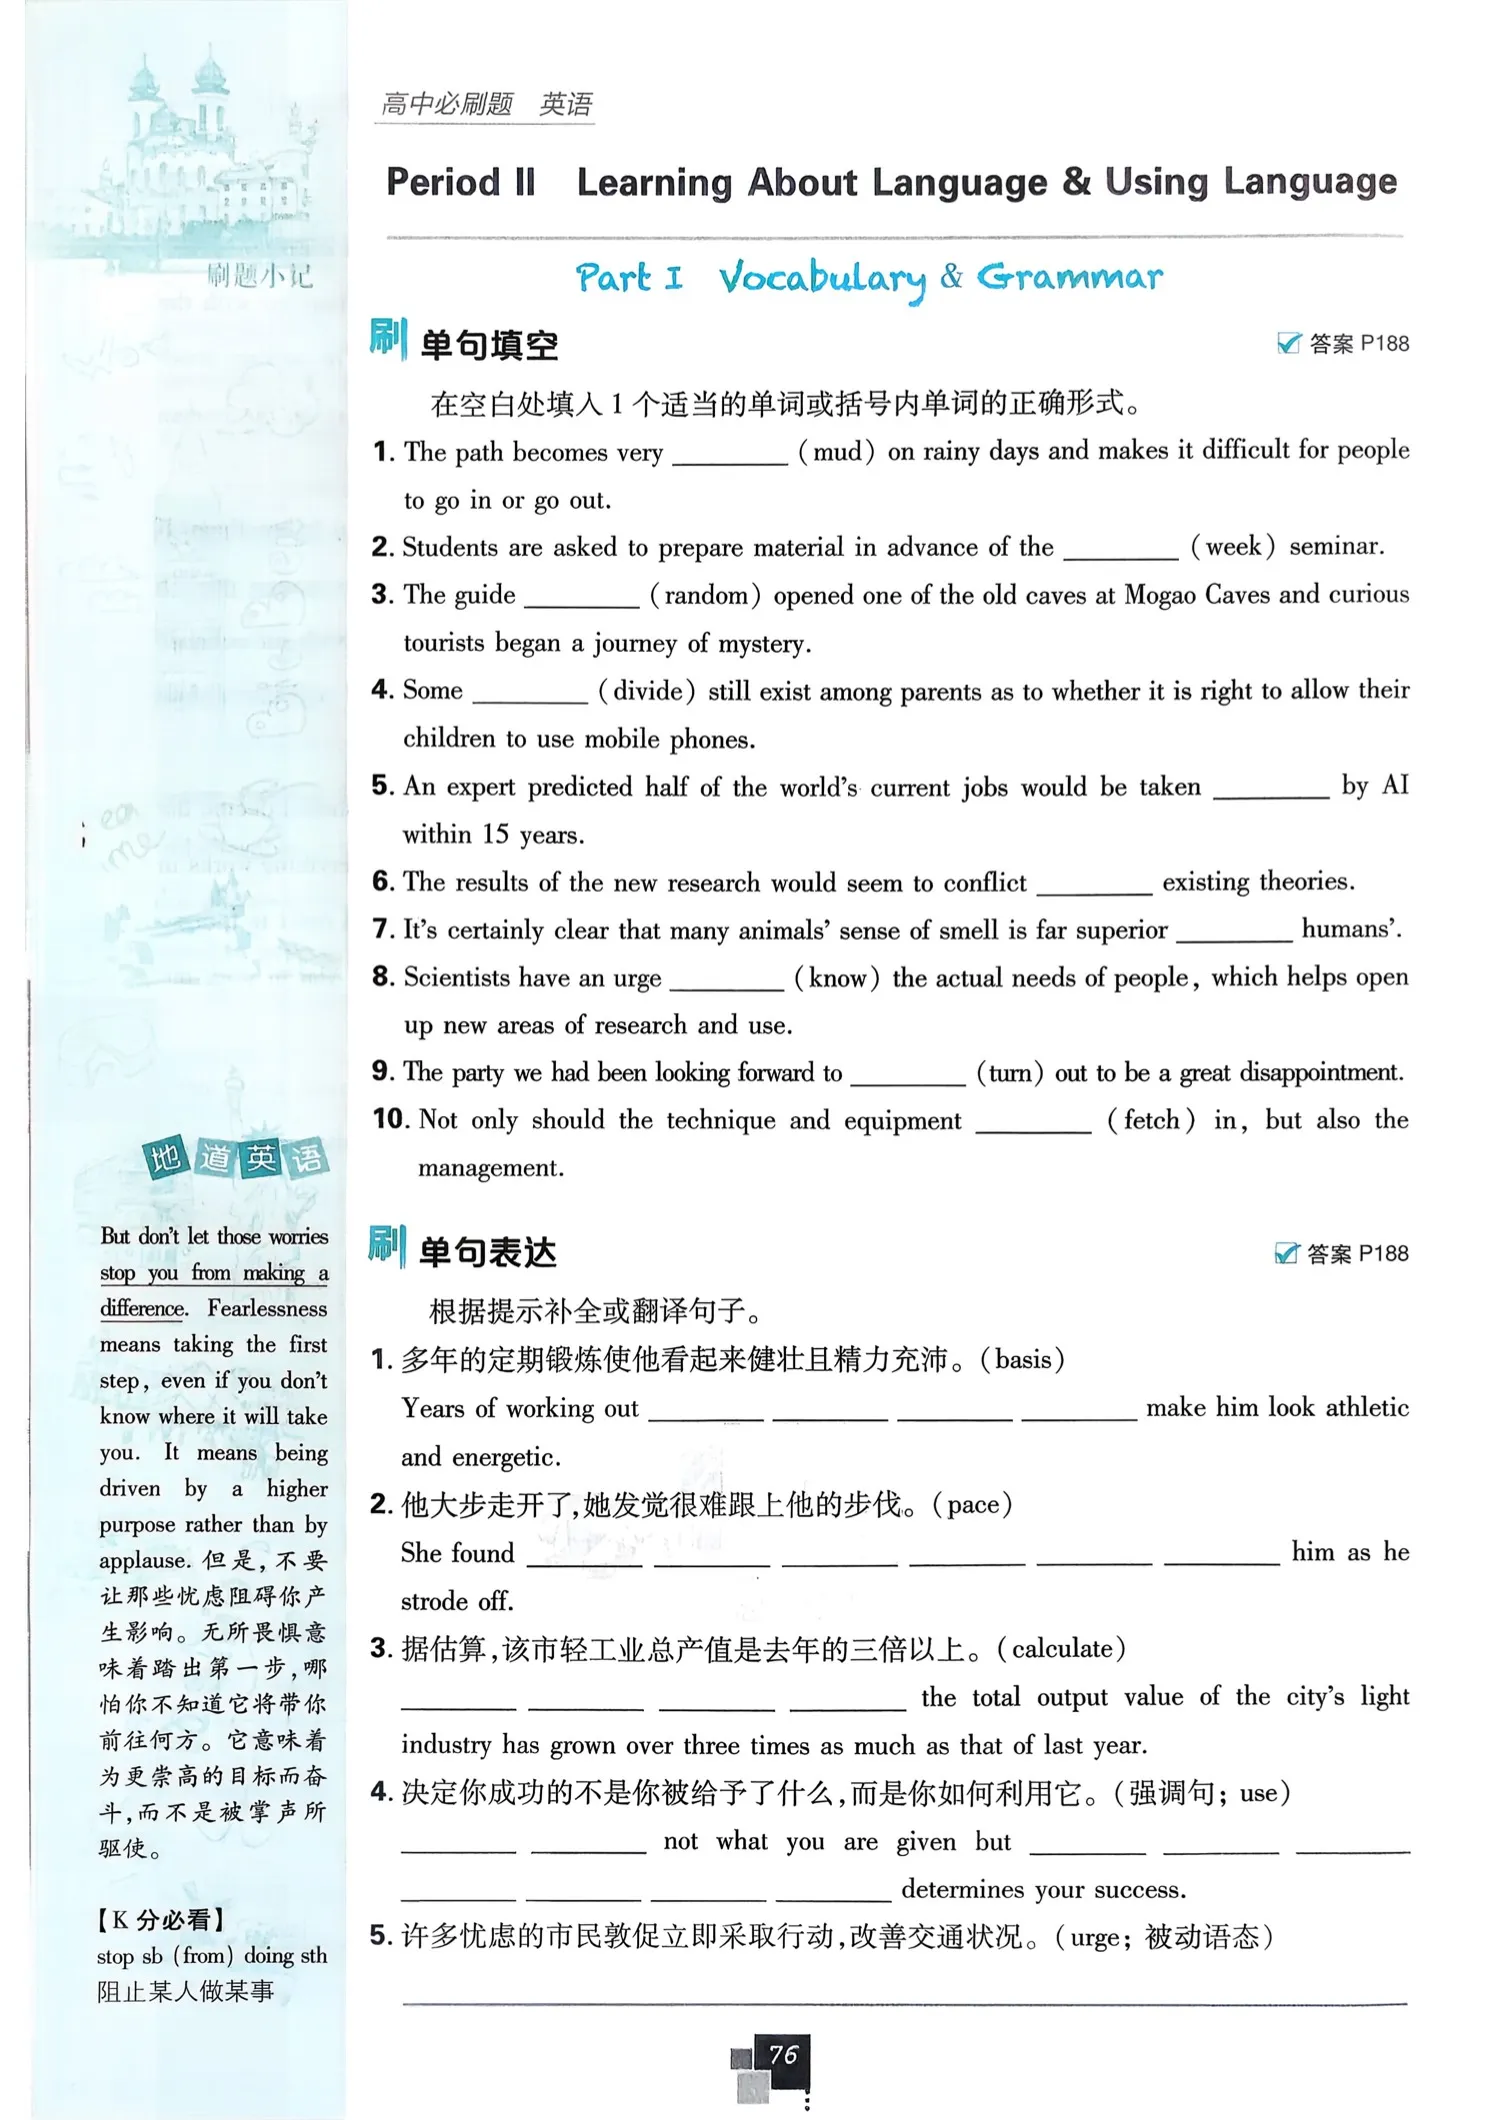 高中必刷题 英语
Period II Learning About Language & Using Language
刷题小记
Part I Vocabulary & Grammar
刷 单句填空
答案 P188
在空白处填入 1 个适当的单词或括号内单词的正确形式。
1. The path becomes very ________ (mud) on rainy days and makes it difficult for people
to go in or go out.
2. Students are asked to prepare material in advance of the ________ (week) seminar.
3. The guide ________ (random) opened one of the old caves at Mogao Caves and curious
tourists began a journey of mystery.
4. Some ________ (divide) still exist among parents as to whether it is right to allow their
children to use mobile phones.
5. An expert predicted half of the world's current jobs would be taken ________ by AI
within 15 years.
6. The results of the new research would seem to conflict ________ existing theories.
7. It's certainly clear that many animals' sense of smell is far superior ________ humans'.
8. Scientists have an urge ________ (know) the actual needs of people, which helps open
up new areas of research and use.
9. The party we had been looking forward to ________ (turn) out to be a great disappointment.
10. Not only should the technique and equipment ________ (fetch) in, but also the
management.
刷 单句表达
答案 P188
根据提示补全或翻译句子。
1. 多年的定期锻炼使他看起来健壮且精力充沛。(basis)
Years of working out ________ ________ ________ ________ make him look athletic
and energetic.
2. 他大步走开了,她发觉很难跟上他的步伐。(pace)
She found ________ ________ ________ ________ ________ ________ him as he
strode off.
3. 据估算,该市轻工业总产值是去年的三倍以上。(calculate)
________ ________ ________ ________ the total output value of the city's light
industry has grown over three times as much as that of last year.
4. 决定你成功的不是你被给予了什么,而是你如何利用它。(强调句; use)
________ ________ not what you are given but ________ ________ ________
________ ________ ________ ________ determines your success.
5. 许多忧虑的市民敦促立即采取行动,改善交通状况。(urge; 被动语态)
地道英语
But don't let those worries
stop you from making a
difference. Fearlessness
means taking the first
step, even if you don't
know where it will take
you. It means being
driven by a higher
purpose rather than by
applause. 但是,不要
让那些忧虑阻碍你产
生影响。无所畏惧意
味着踏出第一步,哪
怕你不知道它将带你
前往何方。它意味着
为更崇高的目标而奋
斗,而不是被掌声所
驱使。
【K 分必看】
stop sb (from) doing sth
阻止某人做某事
76